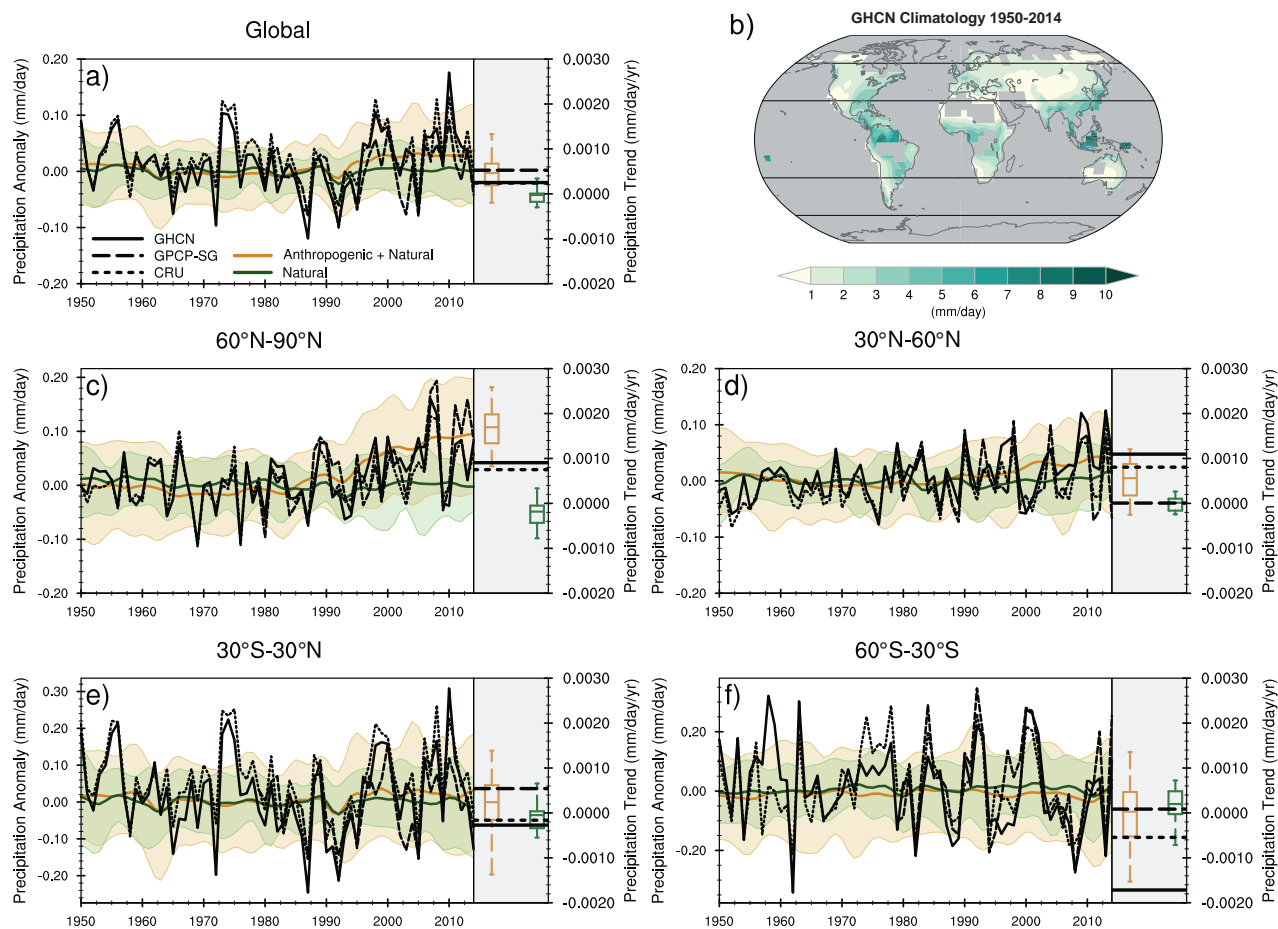 Global
a)
Precipitation Anomaly (mm/day)
0.20
0.10
0.00
-0.10
-0.20
GHCN
GPCP-SG
CRU
Anthropogenic + Natural
Natural
1950 1960 1970 1980 1990 2000 2010
0.0030
0.0020
0.0010
0.0000
-0.0010
-0.0020
Precipitation Trend (mm/day/yr)
b)
GHCN Climatology 1950-2014
1 2 3 4 5 6 7 8 9 10
(mm/day)
60°N-90°N
c)
Precipitation Anomaly (mm/day)
0.20
0.10
0.00
-0.10
-0.20
1950 1960 1970 1980 1990 2000 2010
0.0030
0.0020
0.0010
0.0000
-0.0010
-0.0020
Precipitation Trend (mm/day/yr)
30°N-60°N
d)
Precipitation Anomaly (mm/day)
0.20
0.10
0.00
-0.10
-0.20
1950 1960 1970 1980 1990 2000 2010
0.0030
0.0020
0.0010
0.0000
-0.0010
-0.0020
Precipitation Trend (mm/day/yr)
30°S-30°N
e)
Precipitation Anomaly (mm/day)
0.30
0.20
0.10
0.00
-0.10
-0.20
1950 1960 1970 1980 1990 2000 2010
0.0030
0.0020
0.0010
0.0000
-0.0010
-0.0020
Precipitation Trend (mm/day/yr)
60°S-30°S
f)
Precipitation Anomaly (mm/day)
0.20
0.00
-0.20
1950 1960 1970 1980 1990 2000 2010
0.0030
0.0020
0.0010
0.0000
-0.0010
-0.0020
Precipitation Trend (mm/day/yr)